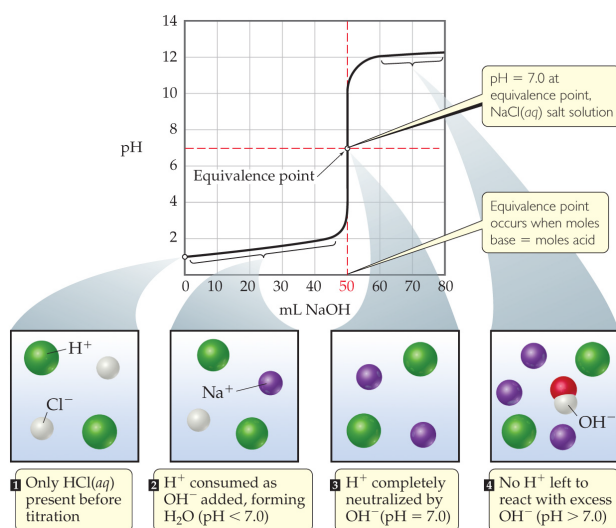 14
12
10
8
6
4
2
pH
Equivalence point
0 10 20 30 40 50 60 70 80
mL NaOH
pH = 7.0 at
equivalence point,
NaCl(aq) salt solution
Equivalence point
occurs when moles
base = moles acid
H⁺
Cl⁻
Na⁺
OH⁻
1 Only HCl(aq)
present before
titration
2 H⁺ consumed as
OH⁻ added, forming
H₂O (pH < 7.0)
3 H⁺ completely
neutralized by
OH⁻(pH = 7.0)
4 No H⁺ left to
react with excess
OH⁻ (pH > 7.0)